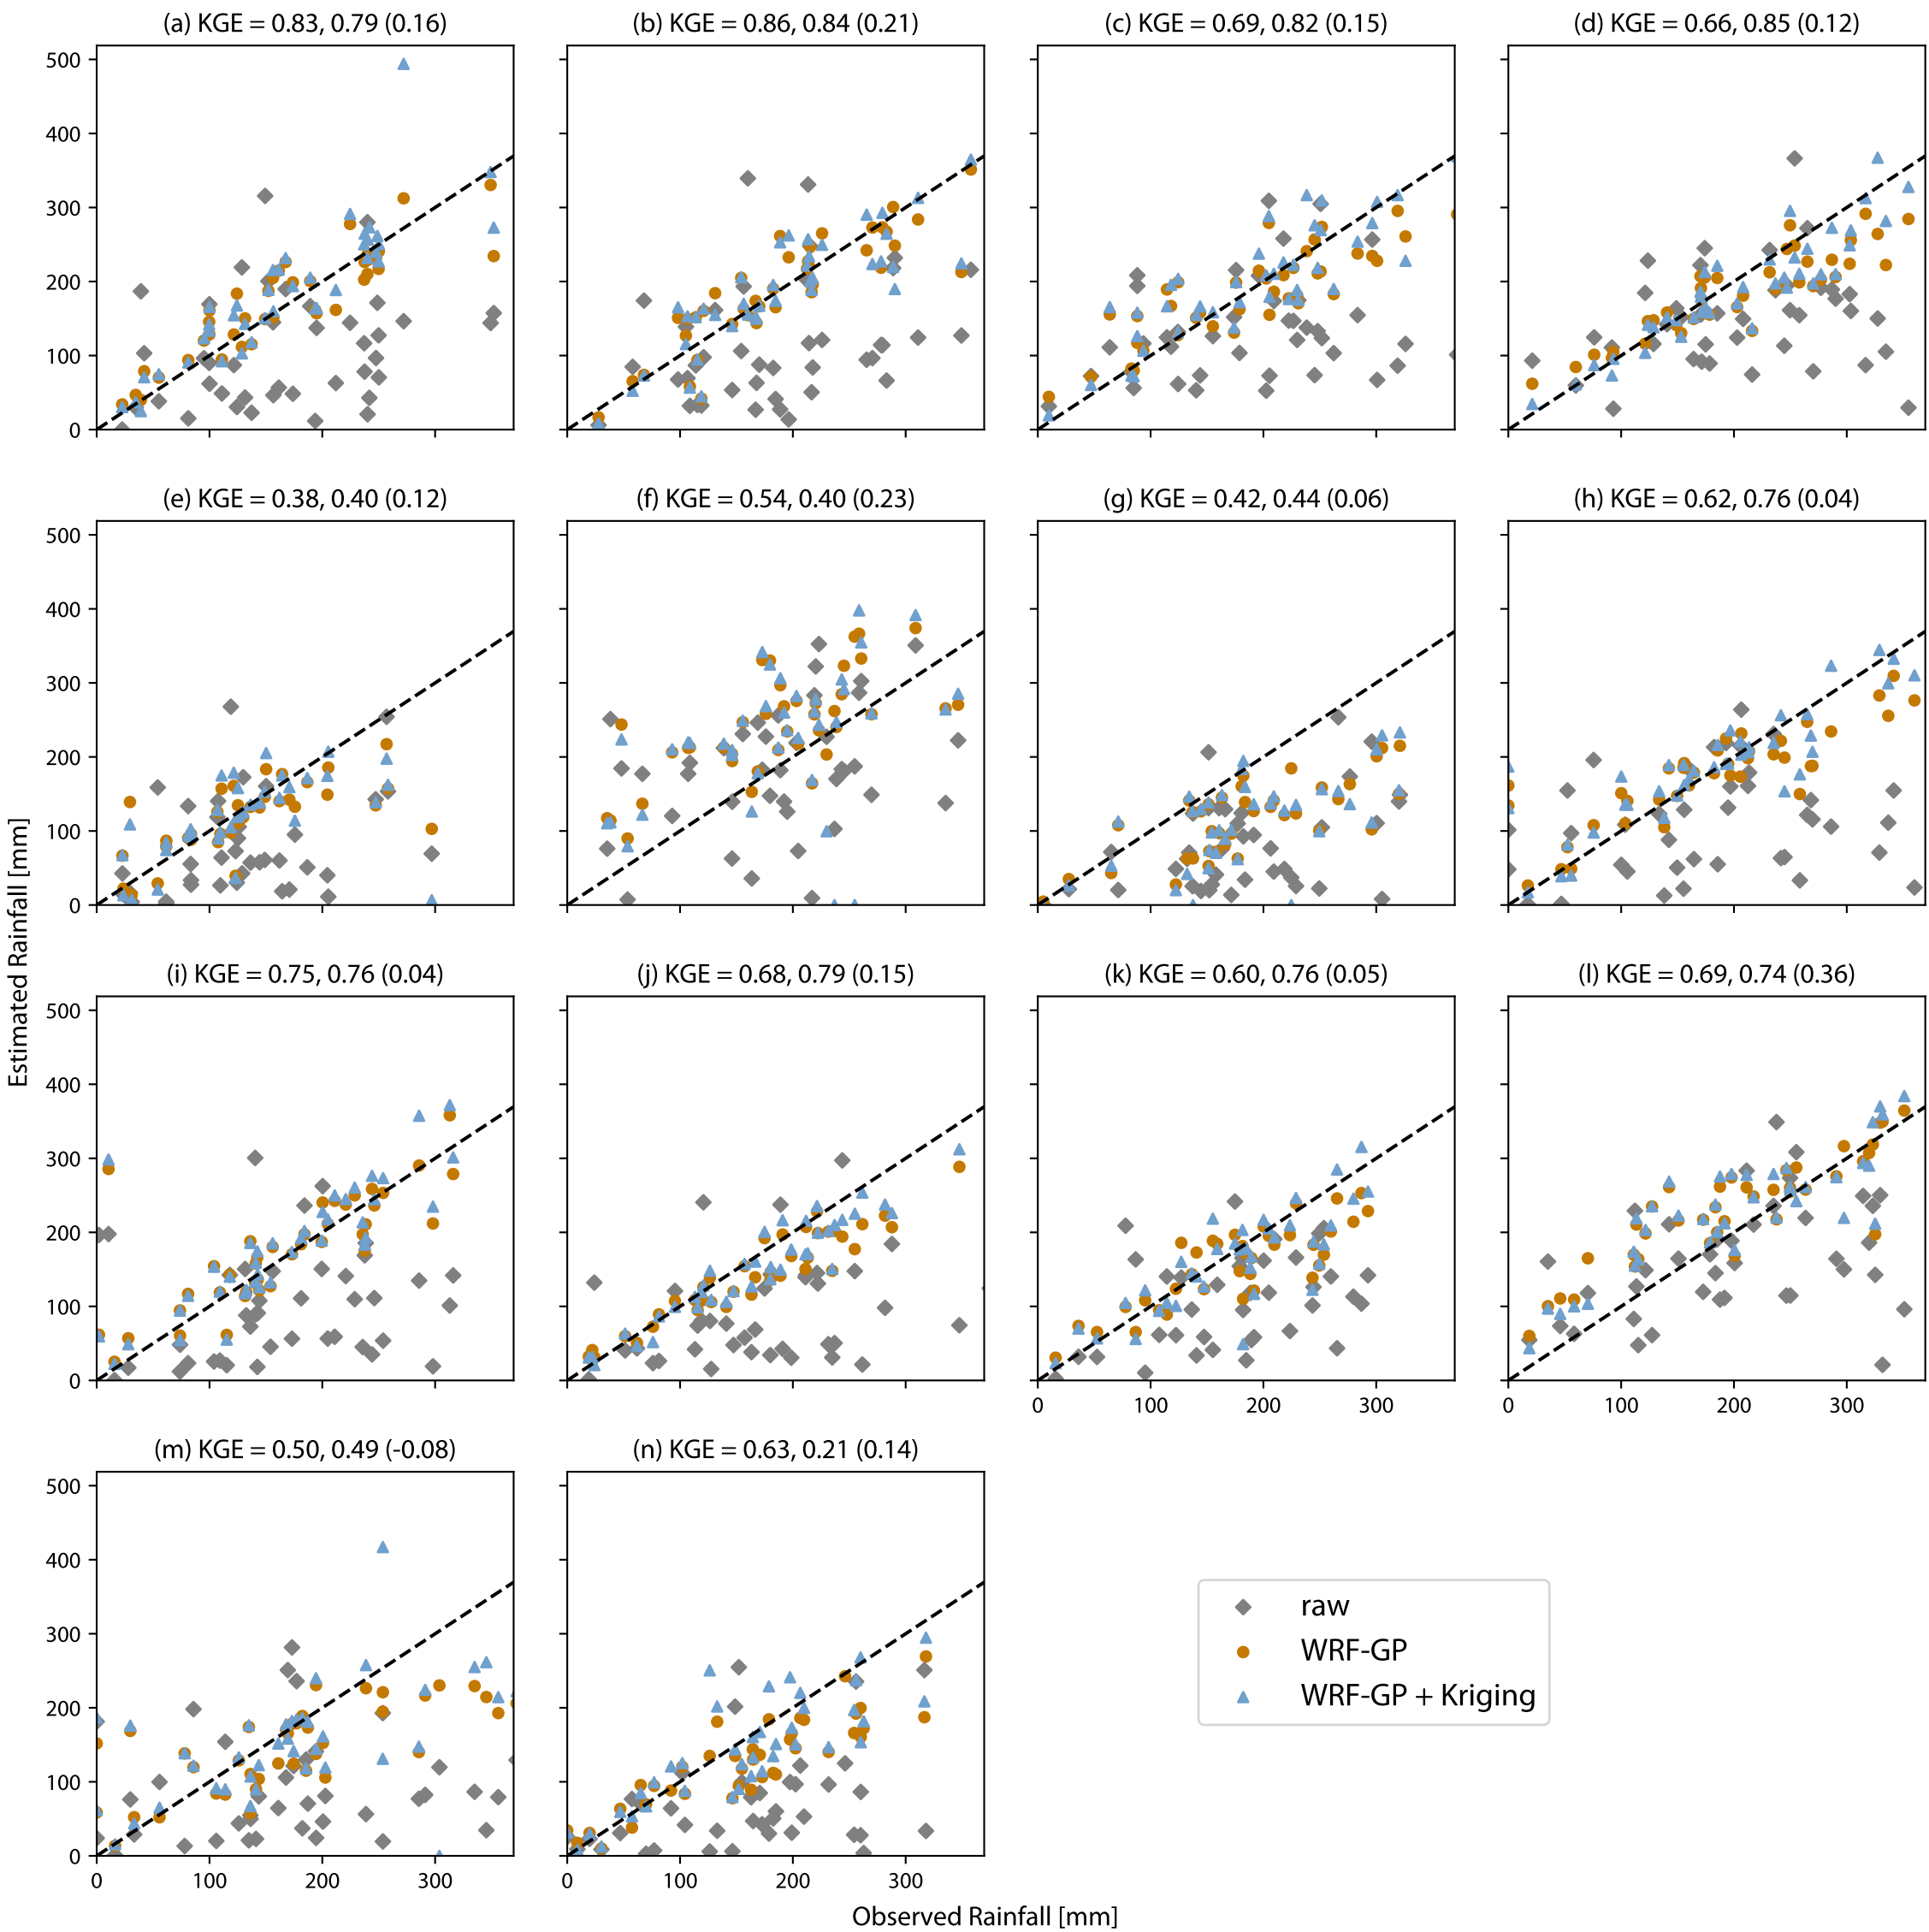 (a) KGE = 0.83, 0.79 (0.16)
(b) KGE = 0.86, 0.84 (0.21)
(c) KGE = 0.69, 0.82 (0.15)
(d) KGE = 0.66, 0.85 (0.12)
500
400
300
200
100
0
(e) KGE = 0.38, 0.40 (0.12)
(f) KGE = 0.54, 0.40 (0.23)
(g) KGE = 0.42, 0.44 (0.06)
(h) KGE = 0.62, 0.76 (0.04)
500
400
300
200
100
0
Estimated Rainfall [mm]
(i) KGE = 0.75, 0.76 (0.04)
(j) KGE = 0.68, 0.79 (0.15)
(k) KGE = 0.60, 0.76 (0.05)
(l) KGE = 0.69, 0.74 (0.36)
500
400
300
200
100
0
0 100 200 300
0 100 200 300
(m) KGE = 0.50, 0.49 (-0.08)
(n) KGE = 0.63, 0.21 (0.14)
500
400
300
200
100
0
0 100 200 300
0 100 200 300
raw
WRF-GP
WRF-GP + Kriging
Observed Rainfall [mm]